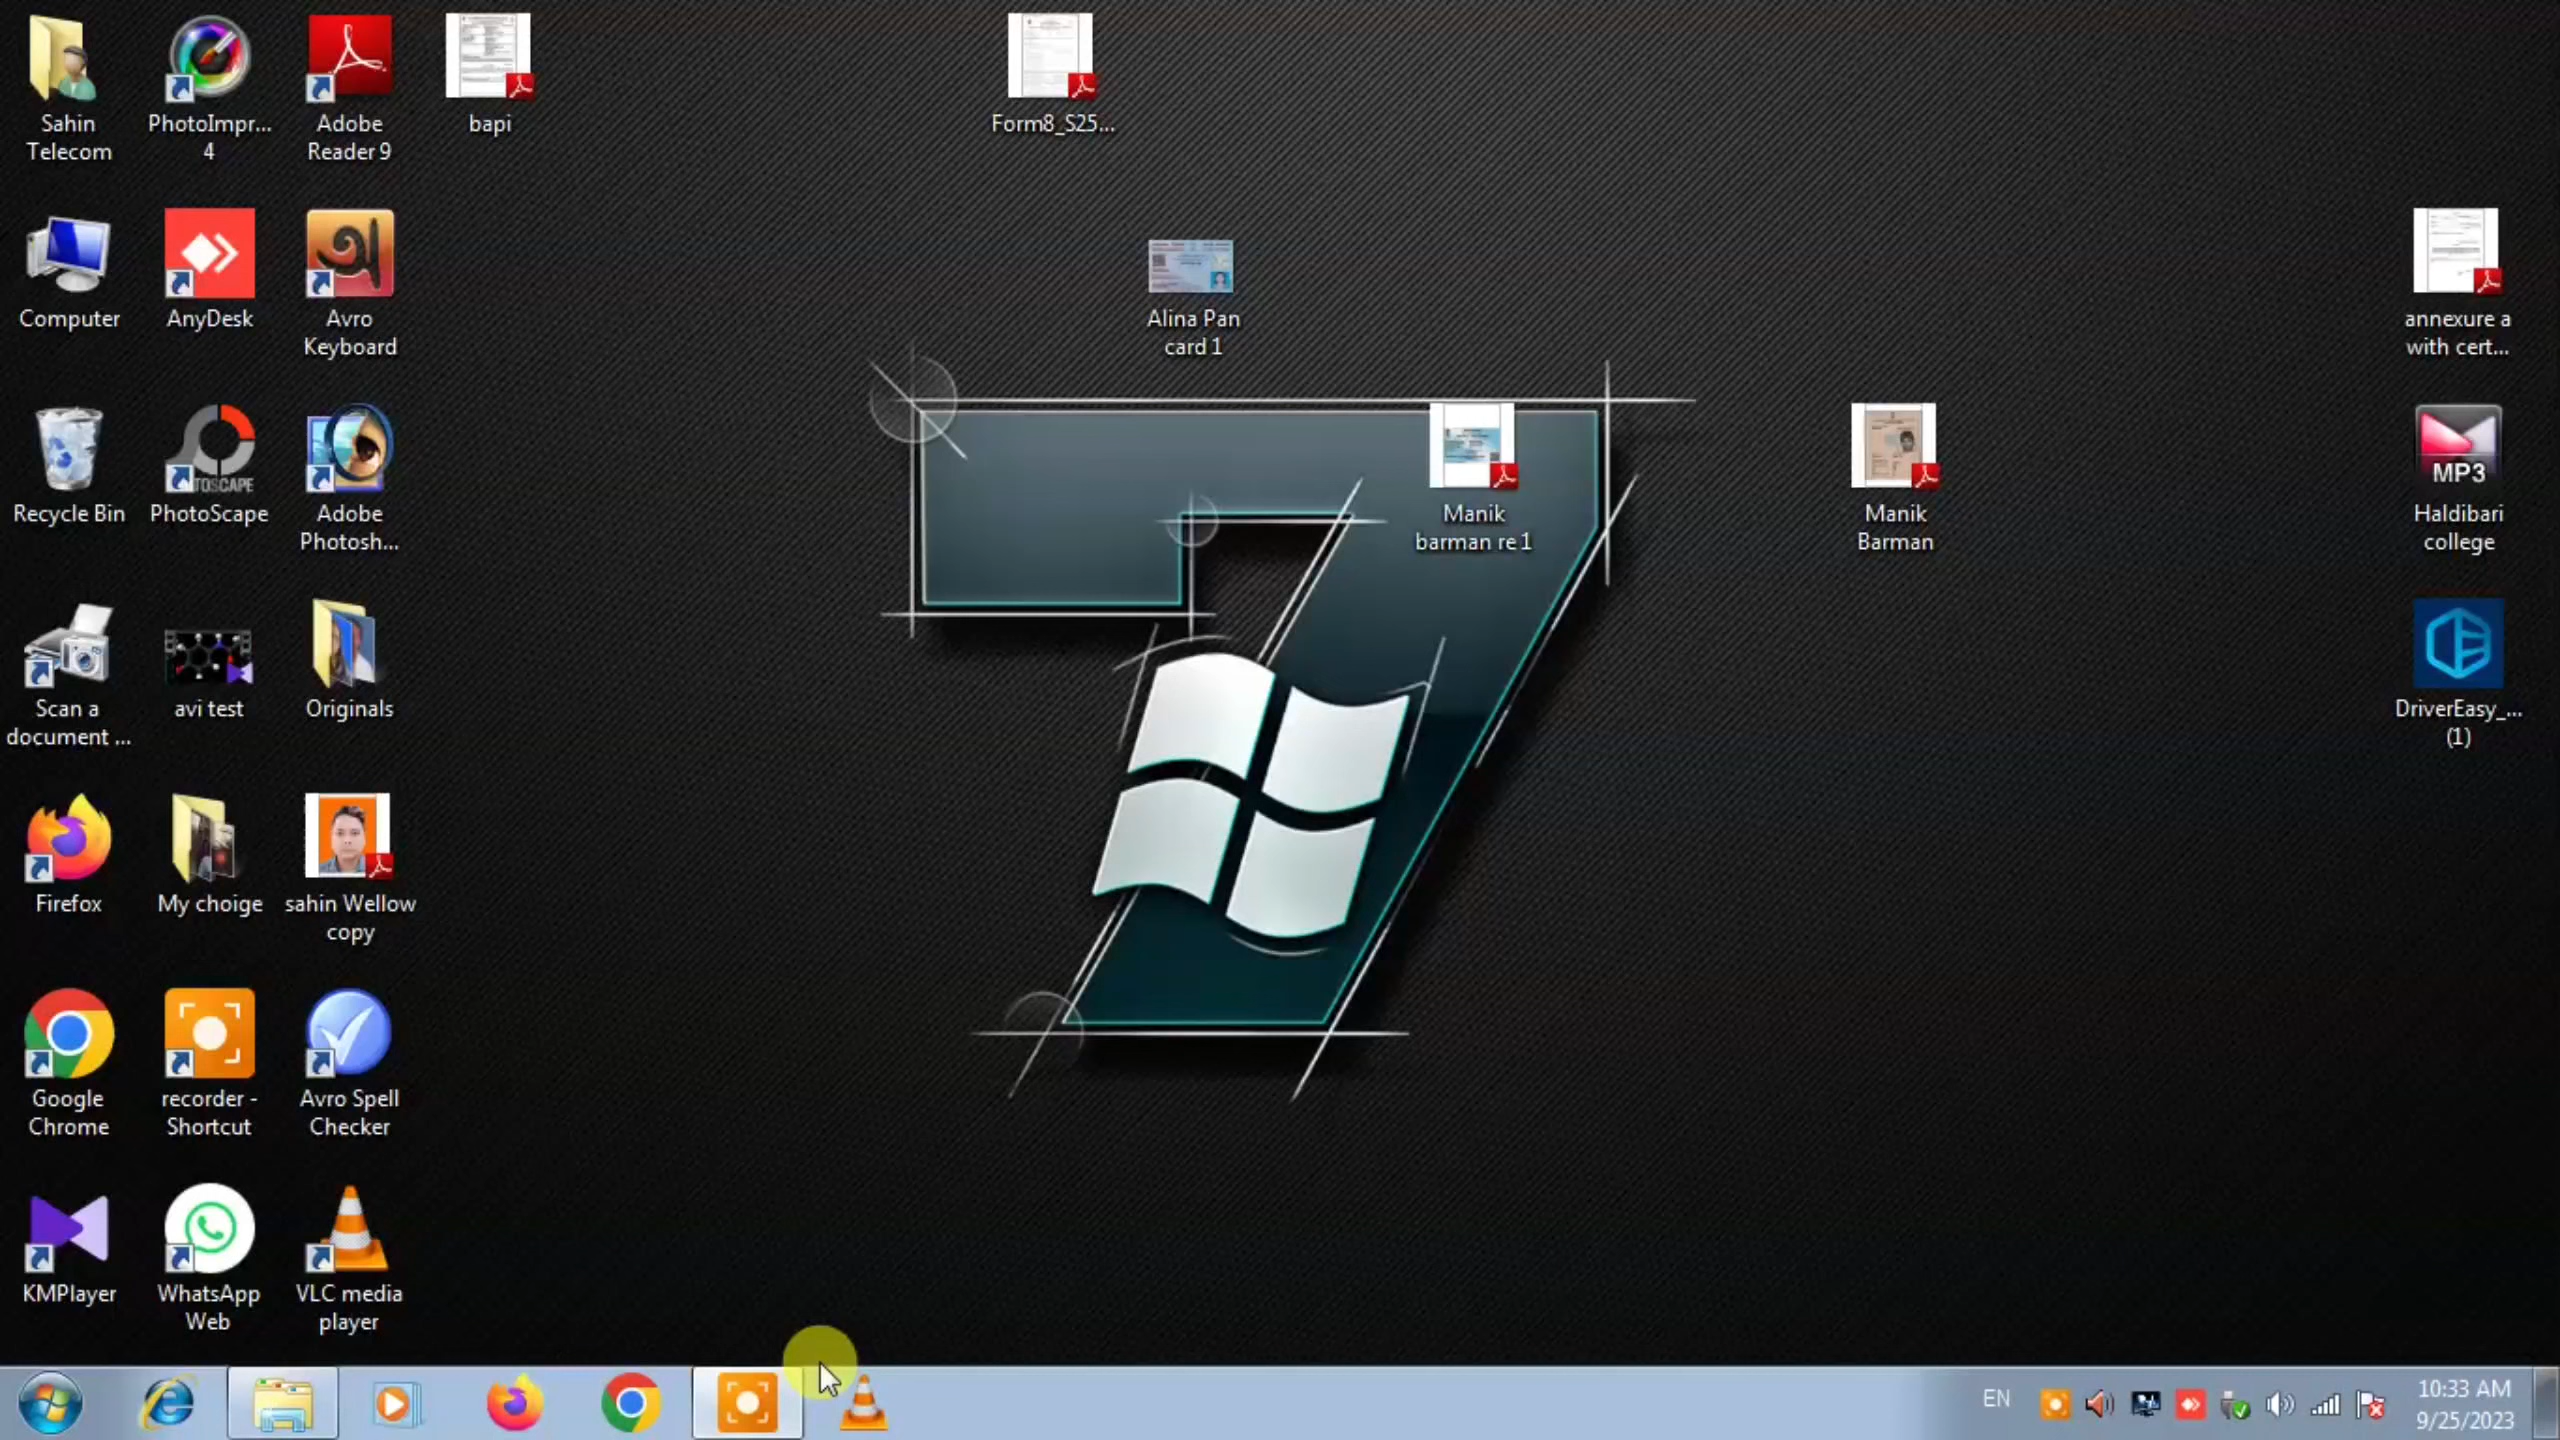 Sahin
Telecom
PhotoImpr...
4
Adobe
Reader 9
bapi
Form8_S25...
Computer
AnyDesk
Avro
Keyboard
Alina Pan
card 1
annexure a
with cert...
Recycle Bin
TOSCAPE
PhotoScape
Adobe
Photosh...
Manik
barman re 1
Manik
Barman
MP3
Haldibari
college
Scan a
document ...
avi test
Originals
DriverEasy_...
(1)
Firefox
My choige
sahin Wellow
copy
Google
Chrome
recorder -
Shortcut
Avro Spell
Checker
KMPlayer
WhatsApp
Web
VLC media
player
EN
10:33 AM
9/25/2023